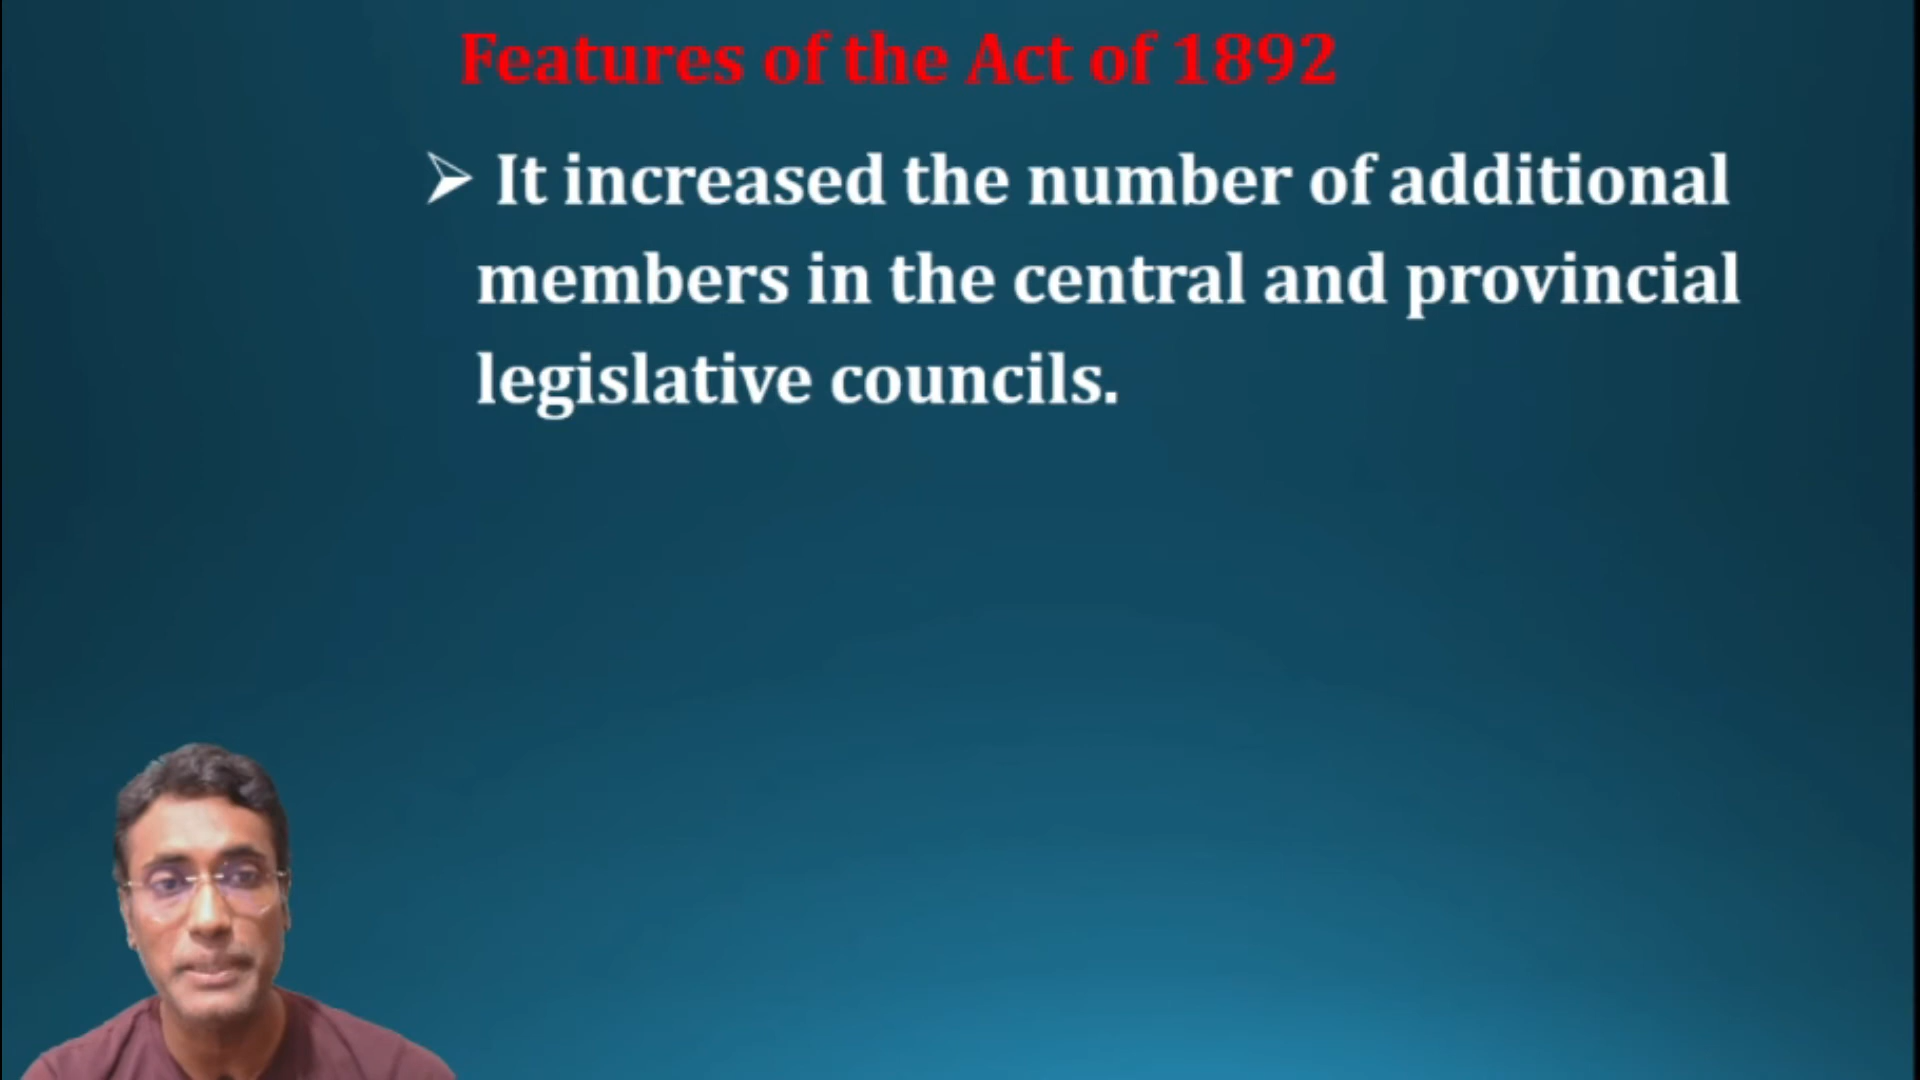 Features of the Act of 1892
➢ It increased the number of additional
members in the central and provincial
legislative councils.